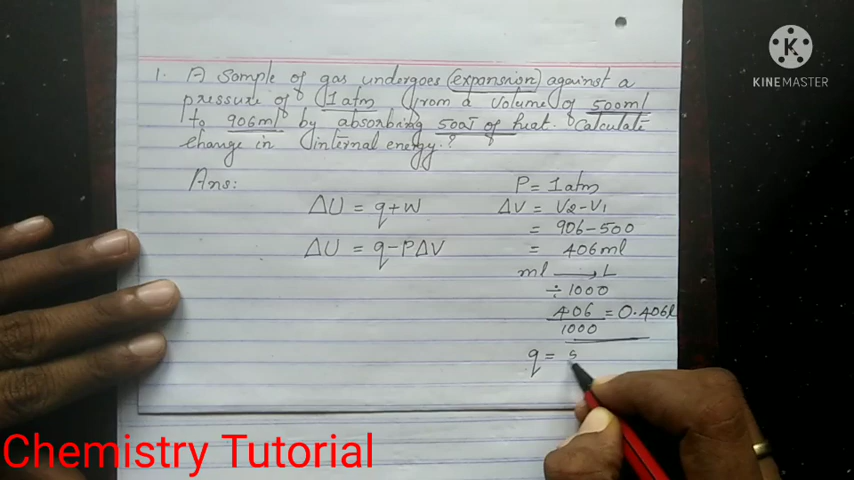 K
KINEMASTER
1. A Sample of gas undergoes expansion against a
pressure of 1 atm from a volume of 500ml
to 906ml by absorbing 50J of heat. Calculate
change in internal energy.?
Ans:
ΔU = q+W
ΔU = q-PΔV
P = 1 atm
ΔV = V2-V1
= 906-500
= 406ml
ml → L
÷ 1000
406/1000 = 0.406l
q = 5
Chemistry Tutorial